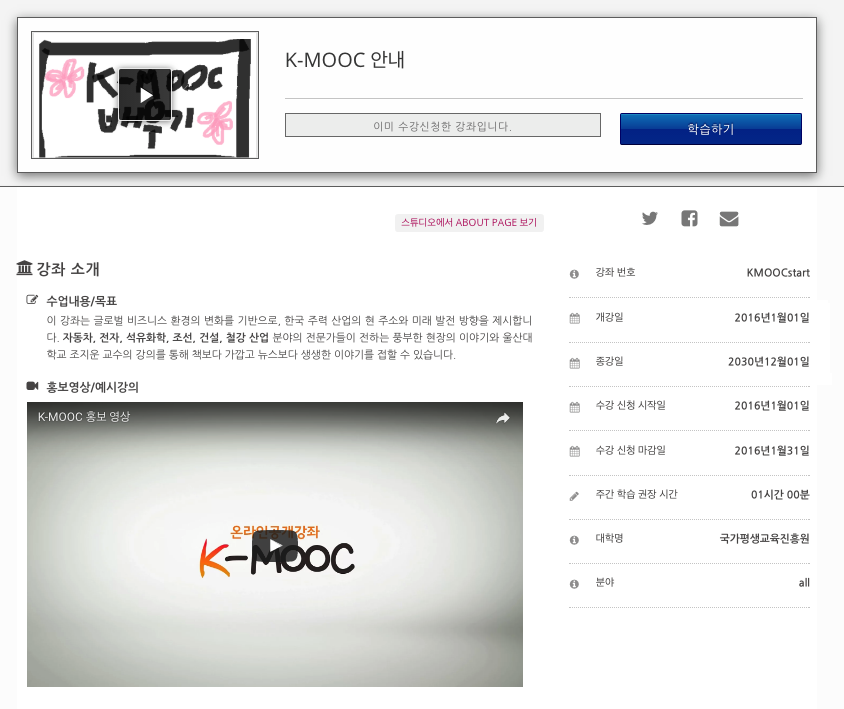 K-MOOC
배우기
K-MOOC 안내
이미 수강신청한 강좌입니다.
학습하기
스튜디오에서 ABOUT PAGE 보기
강좌 소개
수업내용/목표
이 강좌는 글로벌 비즈니스 환경의 변화를 기반으로, 한국 주력 산업의 현 주소와 미래 발전 방향을 제시합니
다. 자동차, 전자, 석유화학, 조선, 건설, 철강 산업 분야의 전문가들이 전하는 풍부한 현장의 이야기와 울산대
학교 조지운 교수의 강의를 통해 책보다 가깝고 뉴스보다 생생한 이야기를 접할 수 있습니다.
홍보영상/예시강의
K-MOOC 홍보 영상
온라인공개강좌
K-MOOC
강좌 번호 KMOOCstart
개강일 2016년1월01일
종강일 2030년12월01일
수강 신청 시작일 2016년1월01일
수강 신청 마감일 2016년1월31일
주간 학습 권장 시간 01시간 00분
대학명 국가평생교육진흥원
분야 all